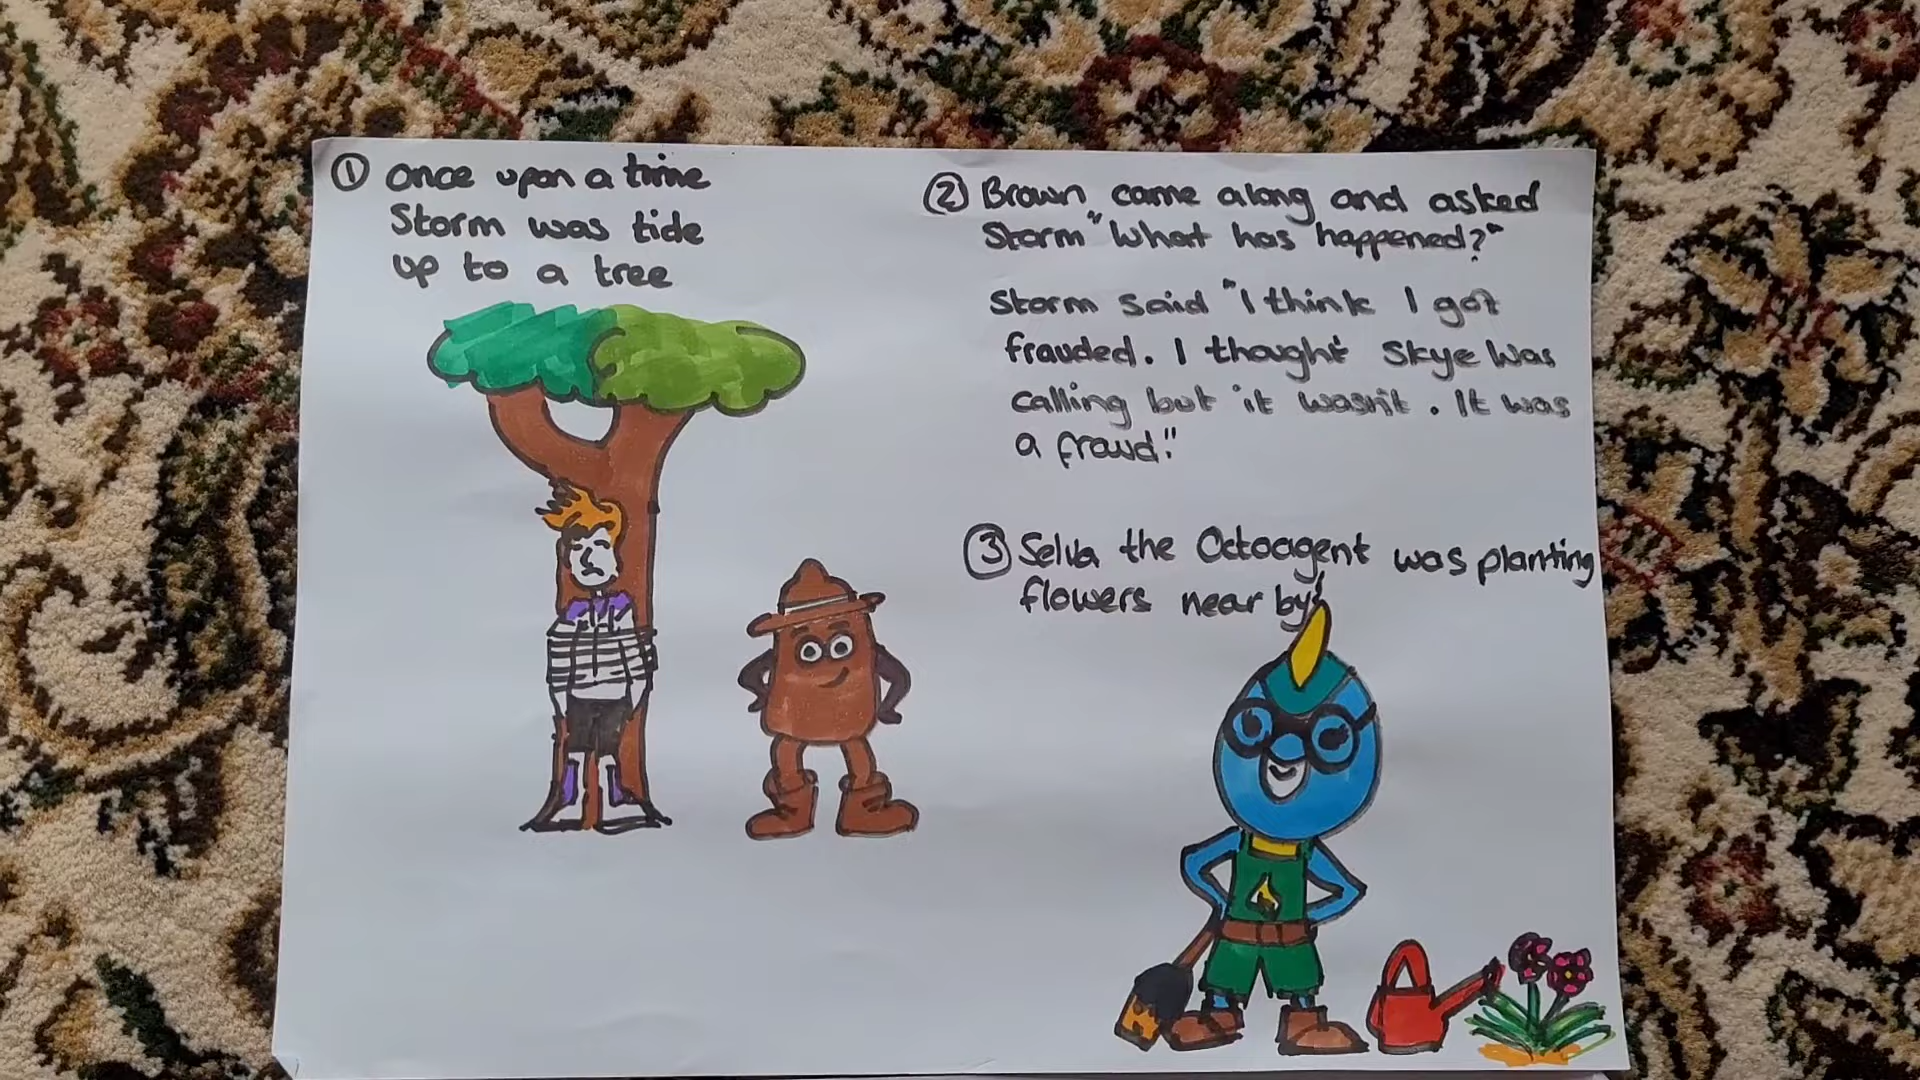 ① Once upon a time
Storm was tide
up to a tree
② Brown came along and asked
Storm "What has happened?"
Storm said "I think I got
frauded. I thought Skye was
calling but it wasn't. It was
a fraud."
③ Selva the Octoagent was planting
flowers near by